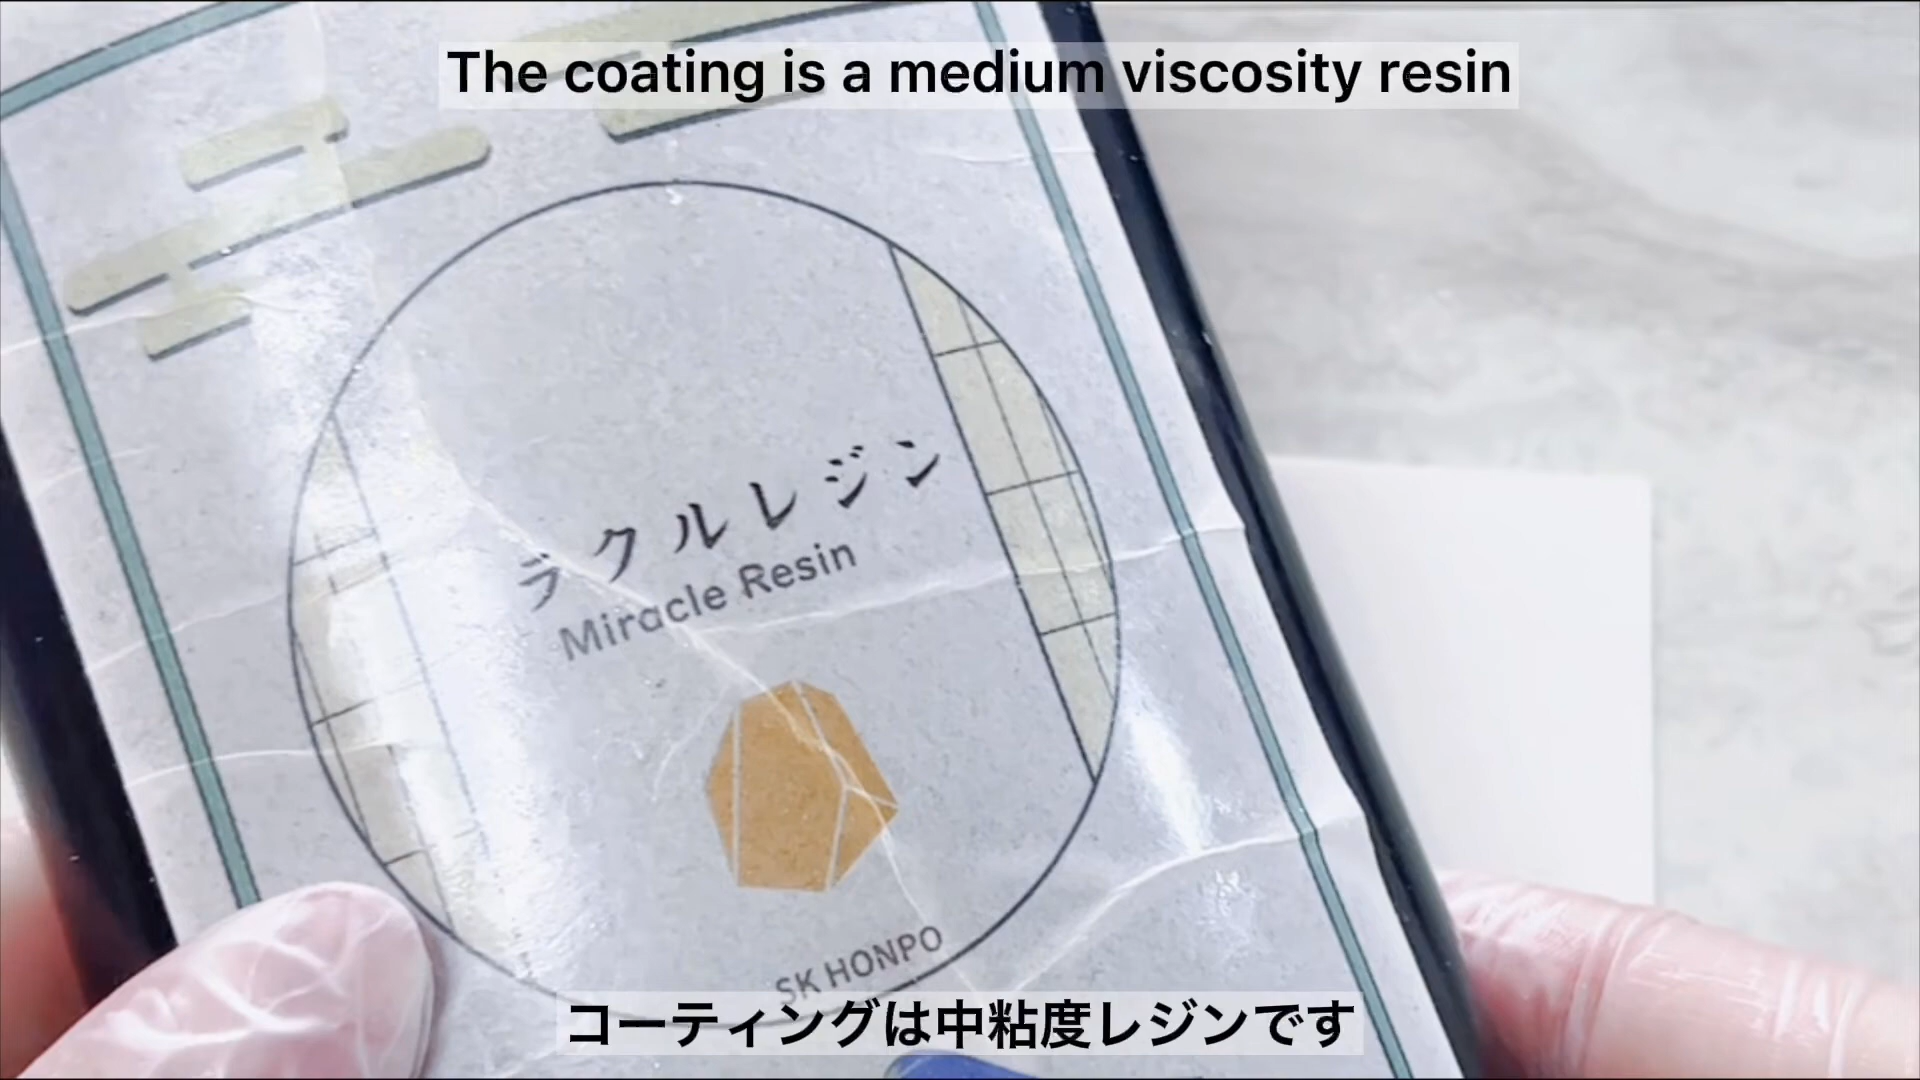 The coating is a medium viscosity resin
ラクルレジン
Miracle Resin
SK HONPO
コーティングは中粘度レジンです